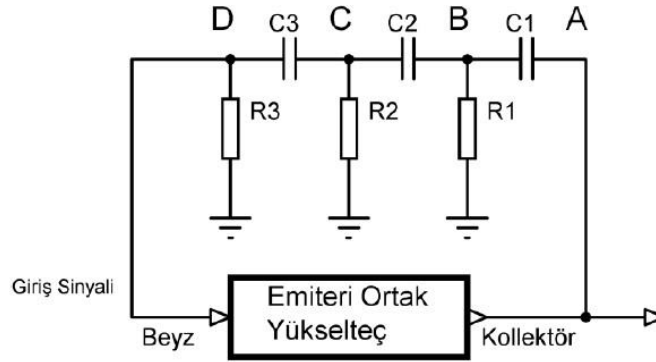 D C3 C C2 B C1 A
R3 R2 R1
Giriş Sinyali
Emiteri Ortak
Yükselteç
Beyz
Kollektör